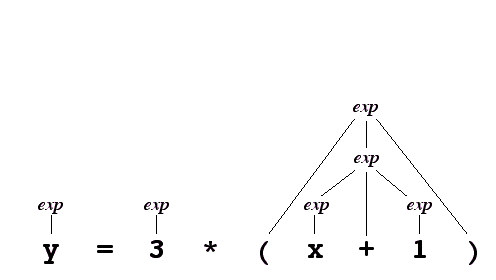 exp
exp
exp exp exp exp
y = 3 * ( x + 1 )